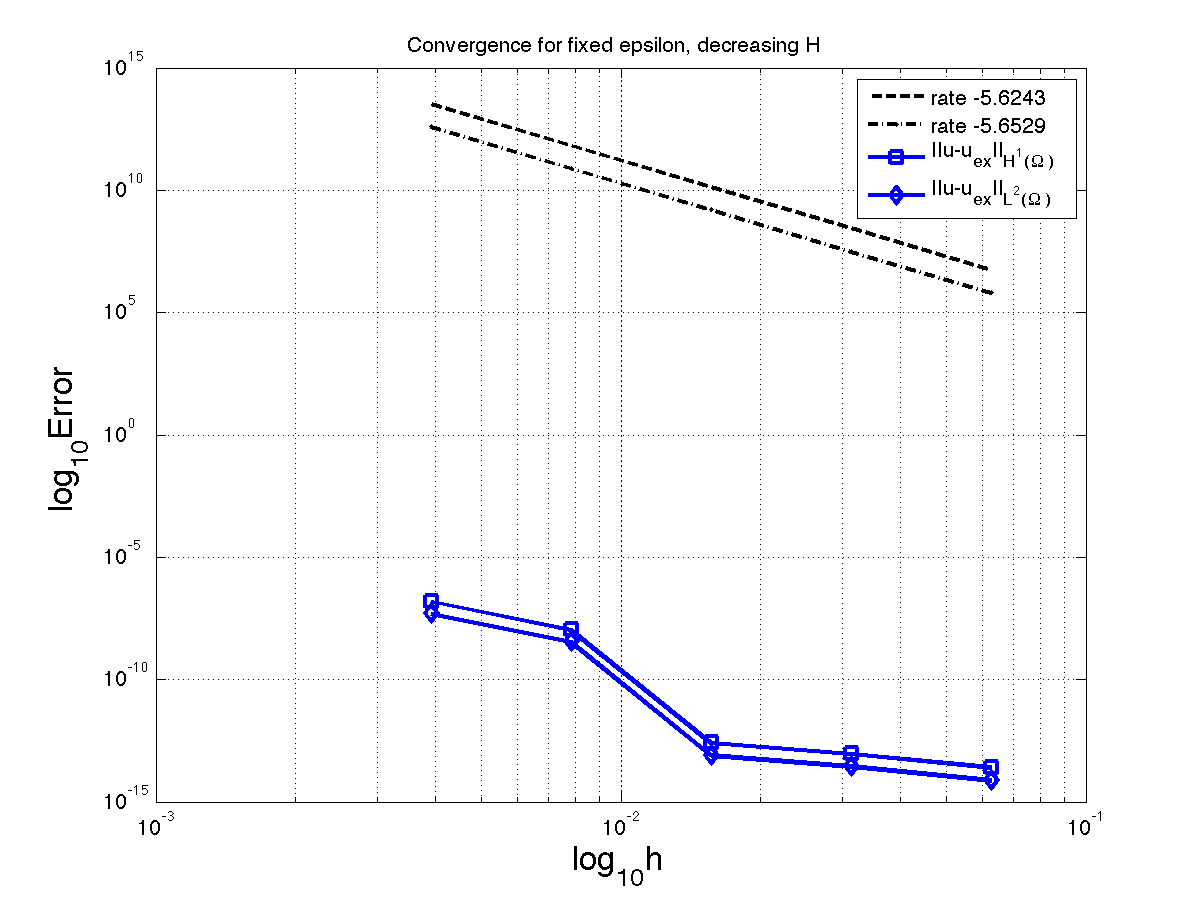 Convergence for fixed epsilon, decreasing H
10^15
10^10
10^5
10^0
10^-5
10^-10
10^-15
log_10Error
rate -5.6243
rate -5.6529
||u-u_ex||_H^1(Ω)
||u-u_ex||_L^2(Ω)
10^-3
10^-2
10^-1
log_10h